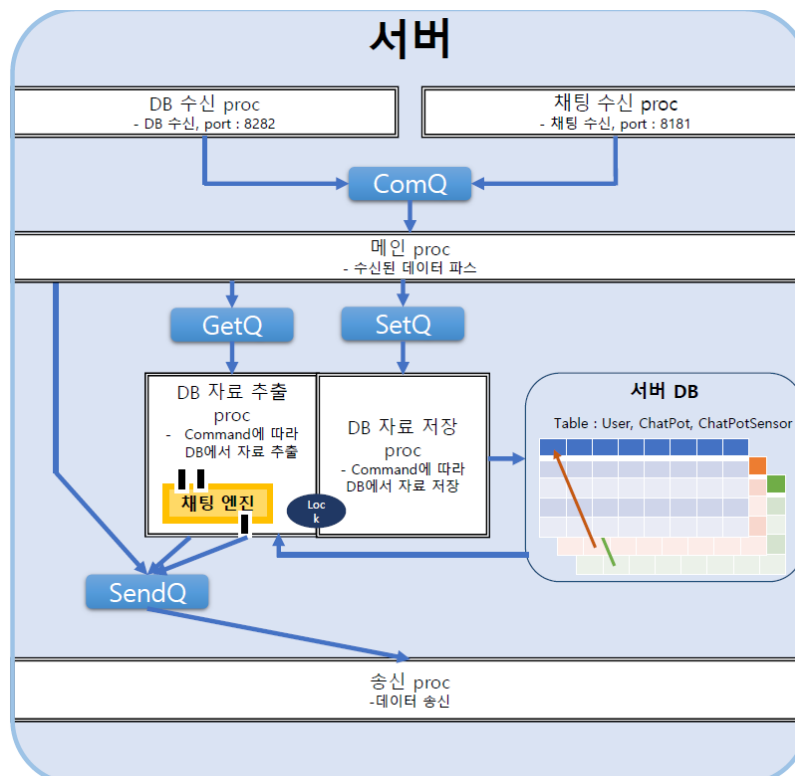 서버
DB 수신 proc
- DB 수신, port : 8282
채팅 수신 proc
- 채팅 수신, port : 8181
ComQ
메인 proc
- 수신된 데이터 파스
GetQ
SetQ
DB 자료 추출
proc
- Command에 따라
DB에서 자료 추출
채팅 엔진
Loc
k
DB 자료 저장
proc
- Command에 따라
DB에서 자료 저장
서버 DB
Table : User, ChatPot, ChatPotSensor
SendQ
송신 proc
-데이터 송신